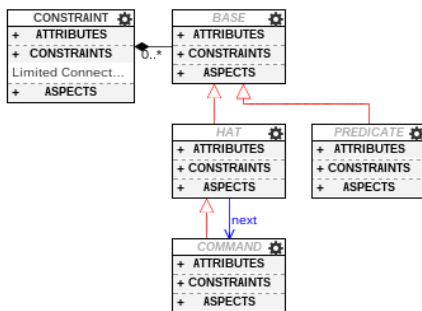 CONSTRAINT
+ ATTRIBUTES
+ CONSTRAINTS
Limited Connect...
+ ASPECTS
0..*
BASE
+ ATTRIBUTES
+ CONSTRAINTS
+ ASPECTS
HAT
+ ATTRIBUTES
+ CONSTRAINTS
+ ASPECTS
PREDICATE
+ ATTRIBUTES
+ CONSTRAINTS
+ ASPECTS
next
COMMAND
+ ATTRIBUTES
+ CONSTRAINTS
+ ASPECTS